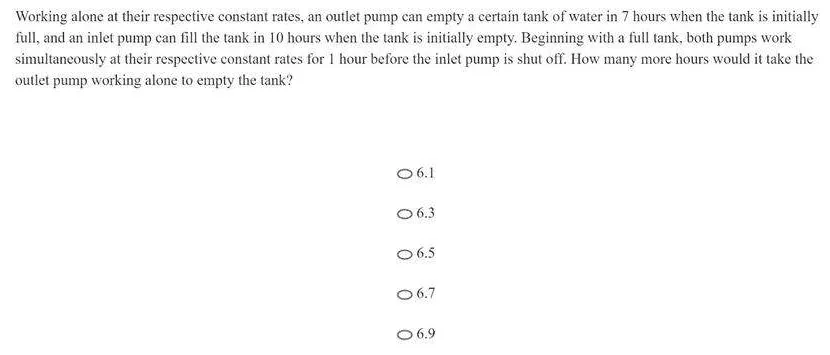 Working alone at their respective constant rates, an outlet pump can empty a certain tank of water in 7 hours when the tank is initially
full, and an inlet pump can fill the tank in 10 hours when the tank is initially empty. Beginning with a full tank, both pumps work
simultaneously at their respective constant rates for 1 hour before the inlet pump is shut off. How many more hours would it take the
outlet pump working alone to empty the tank?
6.1
6.3
6.5
6.7
6.9